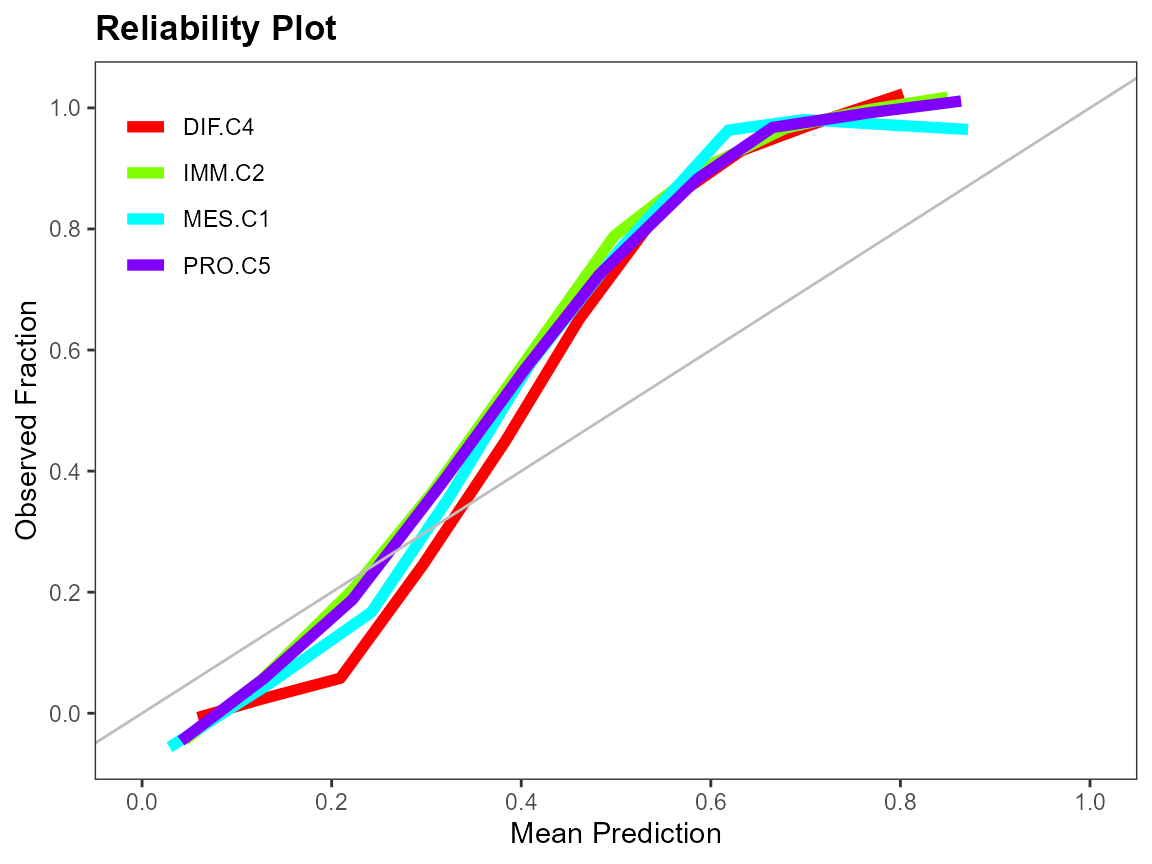 Reliability Plot
DIF.C4
IMM.C2
MES.C1
PRO.C5
Observed Fraction
1.0
0.8
0.6
0.4
0.2
0.0
0.0 0.2 0.4 0.6 0.8 1.0
Mean Prediction